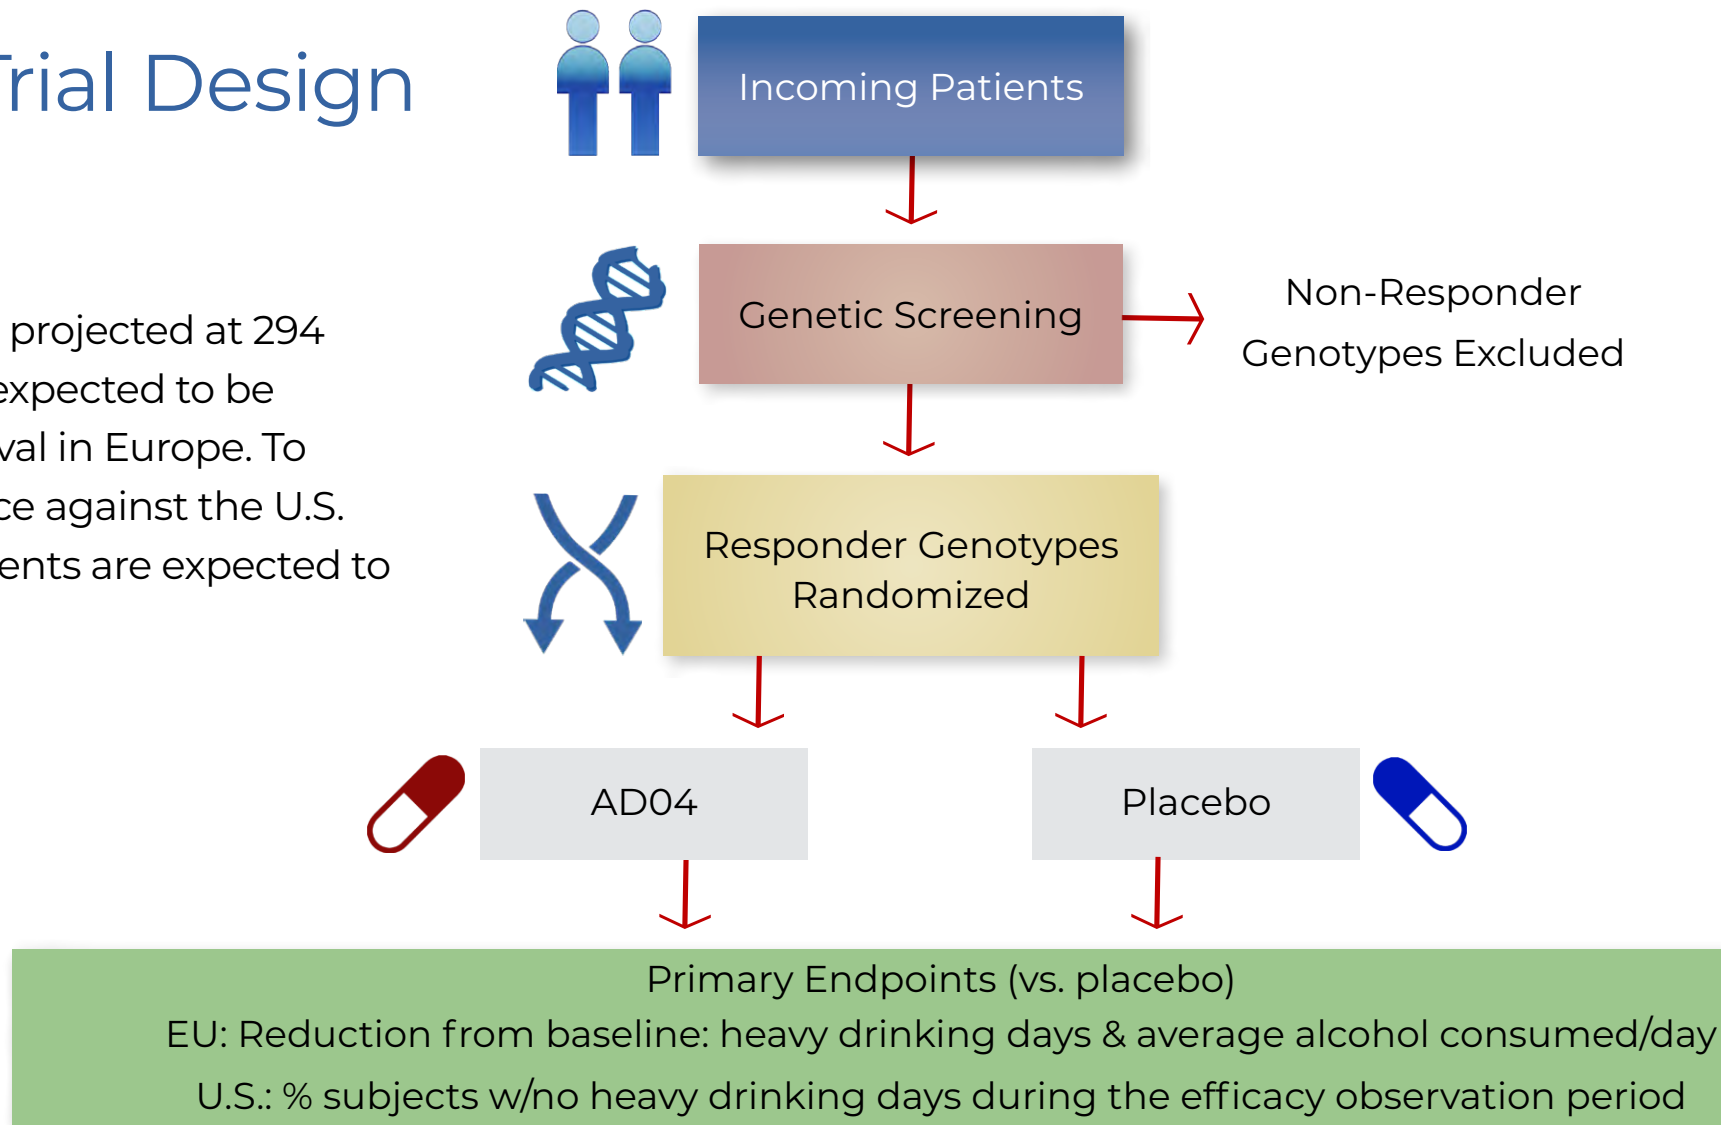 Trial Design
projected at 294
expected to be
val in Europe. To
ce against the U.S.
ents are expected to
Incoming Patients
Genetic Screening
Non-Responder
Genotypes Excluded
Responder Genotypes
Randomized
AD04
Placebo
Primary Endpoints (vs. placebo)
EU: Reduction from baseline: heavy drinking days & average alcohol consumed/day
U.S.: % subjects w/no heavy drinking days during the efficacy observation period